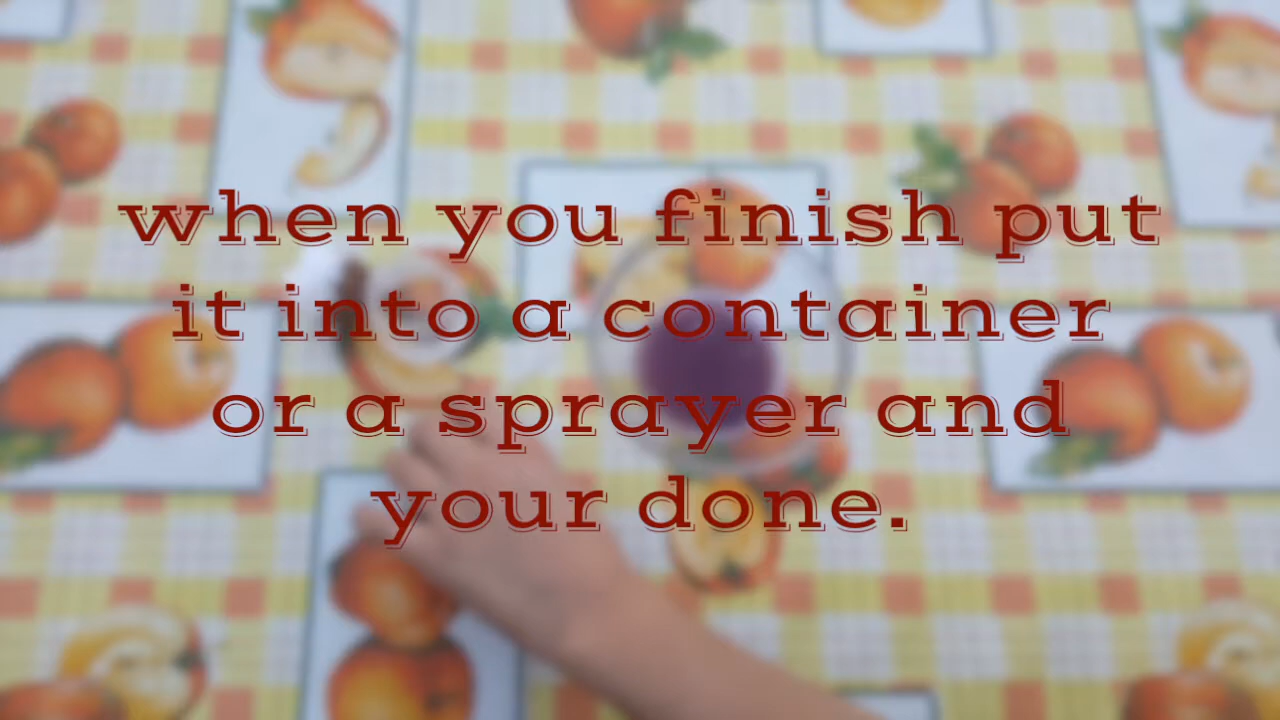 when you finish put
it into a container
or a sprayer and
your done.